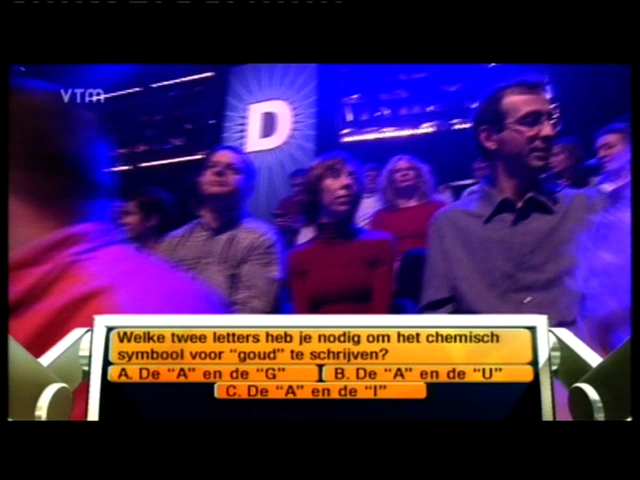 VTM
D
Welke twee letters heb je nodig om het chemisch
symbool voor "goud" te schrijven?
A. De "A" en de "G"
B. De "A" en de "U"
C. De "A" en de "I"